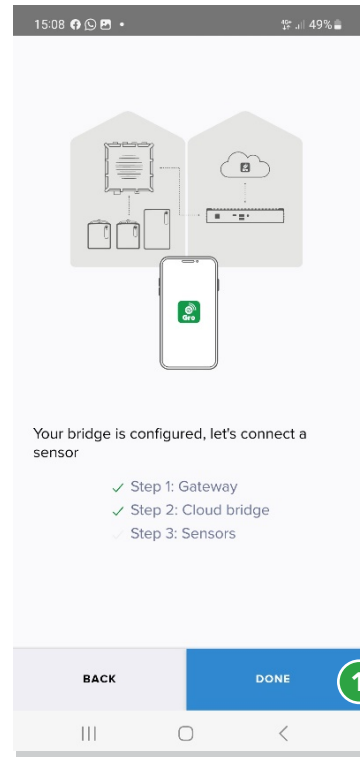 15:08
49%
Gro
Your bridge is configured, let's connect a
sensor
Step 1: Gateway
Step 2: Cloud bridge
Step 3: Sensors
BACK DONE 1